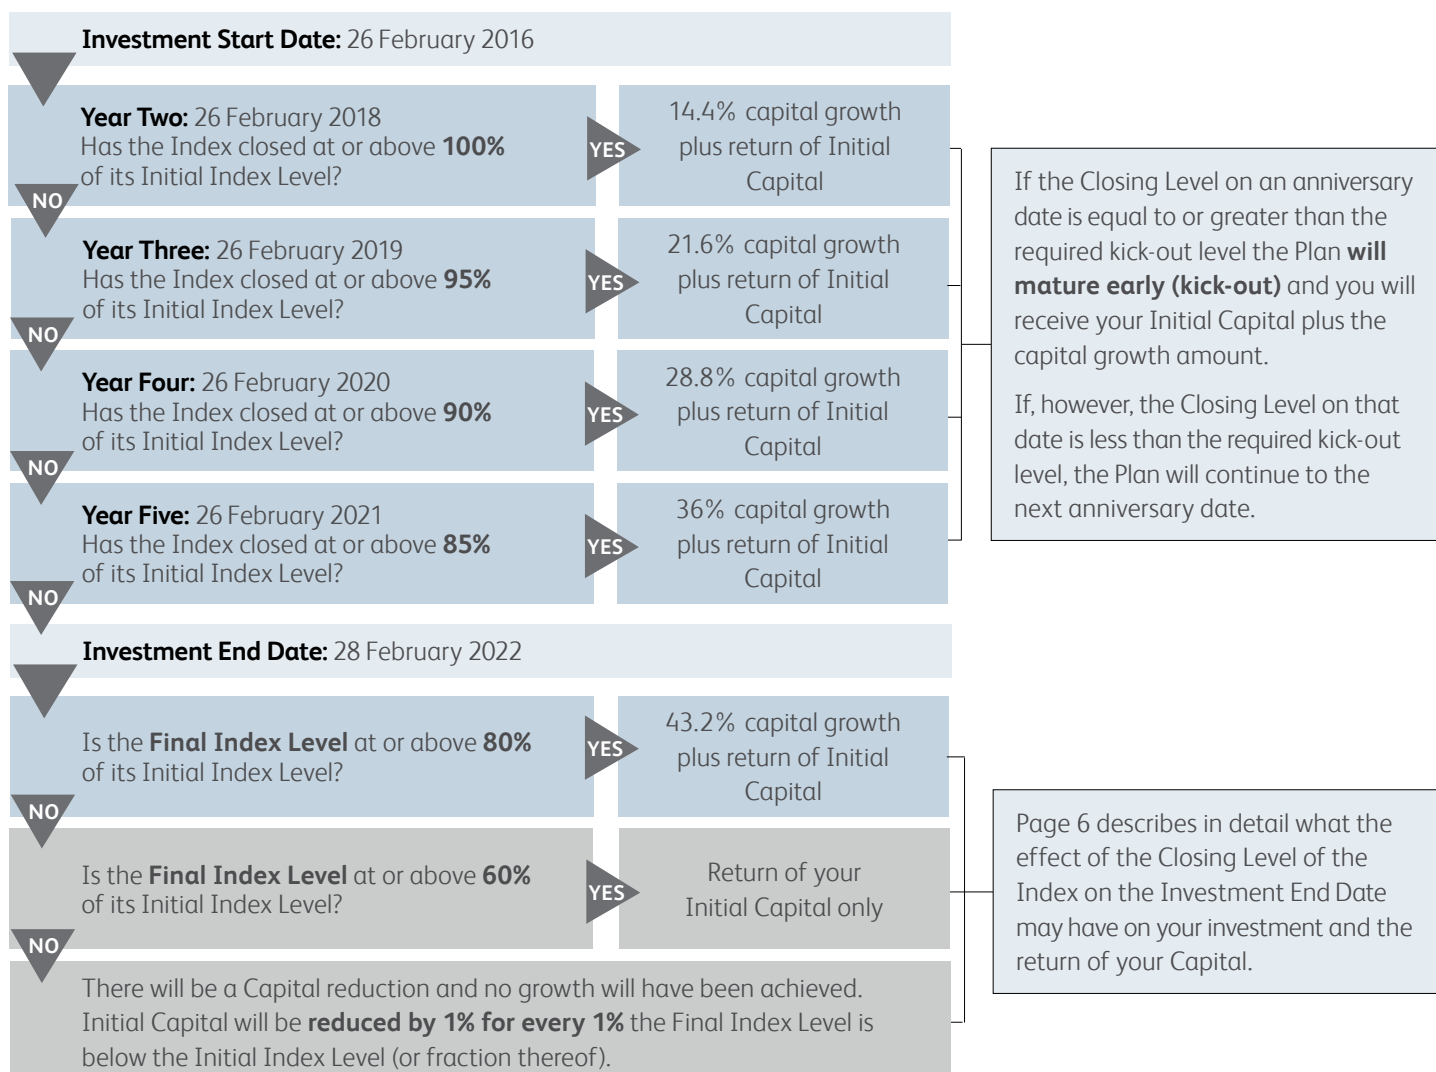 Investment Start Date: 26 February 2016
Year Two: 26 February 2018
Has the Index closed at or above 100%
of its Initial Index Level?
YES
14.4% capital growth
plus return of Initial
Capital
NO
Year Three: 26 February 2019
Has the Index closed at or above 95%
of its Initial Index Level?
YES
21.6% capital growth
plus return of Initial
Capital
NO
Year Four: 26 February 2020
Has the Index closed at or above 90%
of its Initial Index Level?
YES
28.8% capital growth
plus return of Initial
Capital
NO
Year Five: 26 February 2021
Has the Index closed at or above 85%
of its Initial Index Level?
YES
36% capital growth
plus return of Initial
Capital
NO
If the Closing Level on an anniversary
date is equal to or greater than the
required kick-out level the Plan will
mature early (kick-out) and you will
receive your Initial Capital plus the
capital growth amount.
If, however, the Closing Level on that
date is less than the required kick-out
level, the Plan will continue to the
next anniversary date.
Investment End Date: 28 February 2022
Is the Final Index Level at or above 80%
of its Initial Index Level?
YES
43.2% capital growth
plus return of Initial
Capital
NO
Is the Final Index Level at or above 60%
of its Initial Index Level?
YES
Return of your
Initial Capital only
NO
There will be a Capital reduction and no growth will have been achieved.
Initial Capital will be reduced by 1% for every 1% the Final Index Level is
below the Initial Index Level (or fraction thereof).
Page 6 describes in detail what the
effect of the Closing Level of the
Index on the Investment End Date
may have on your investment and the
return of your Capital.